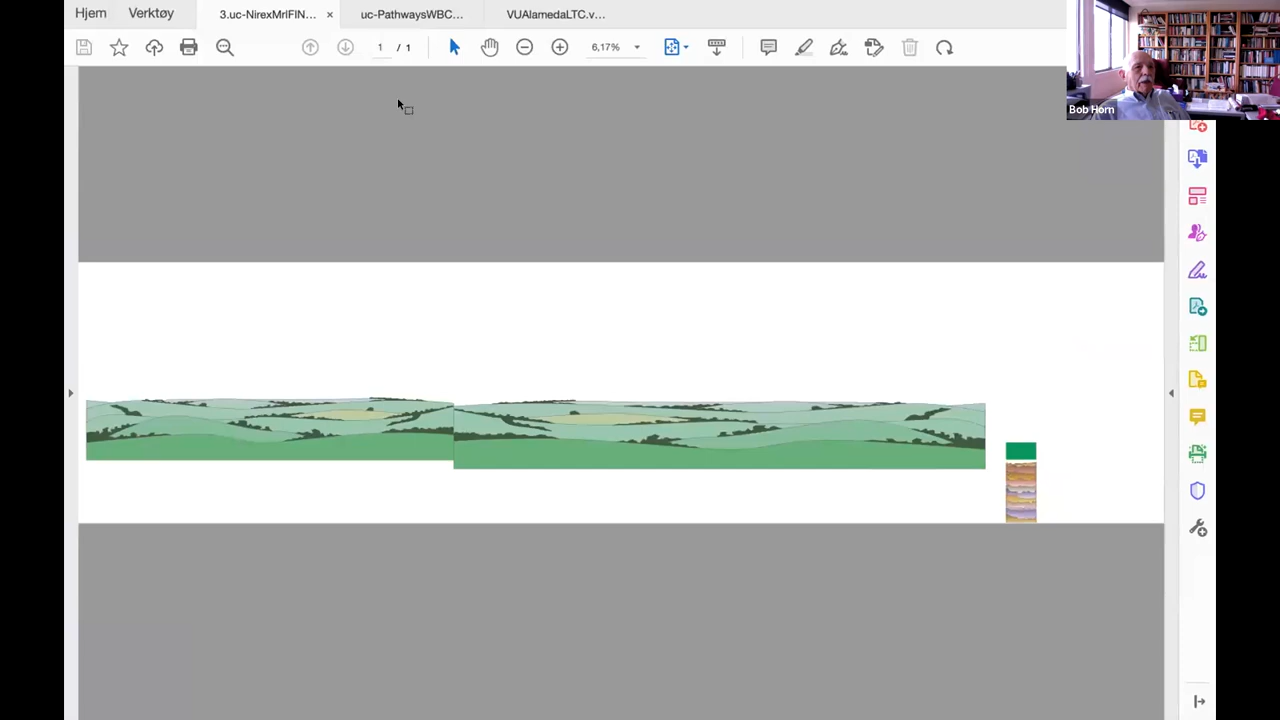 Hjem
Verktøy
3.uc-NirexMriFIN...
uc-PathwaysWBC...
VUAlamedaLTC.v...
1 / 1
6,17%
Bob Horn